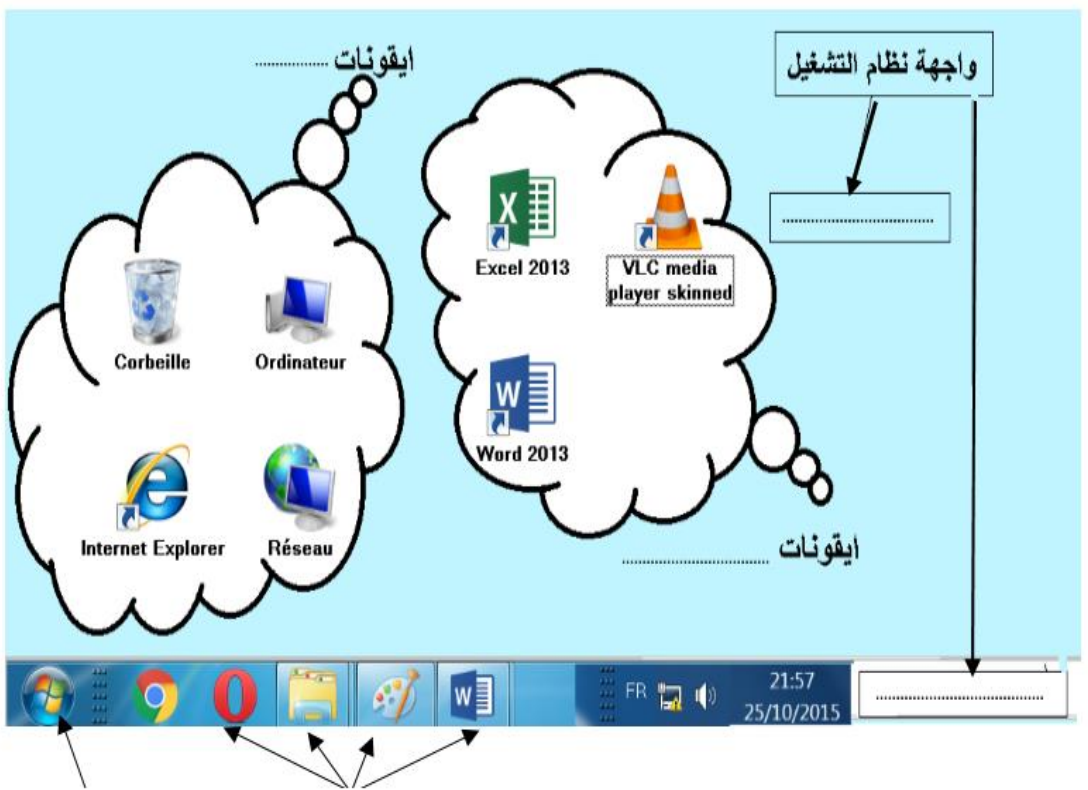 ايقونات ...............
واجهة نظام التشغيل
Excel 2013
VLC media
player skinned
................................
Corbeille
Ordinateur
Word 2013
Internet Explorer
Réseau
ايقونات ...............................
FR
21:57
25/10/2015
...................................